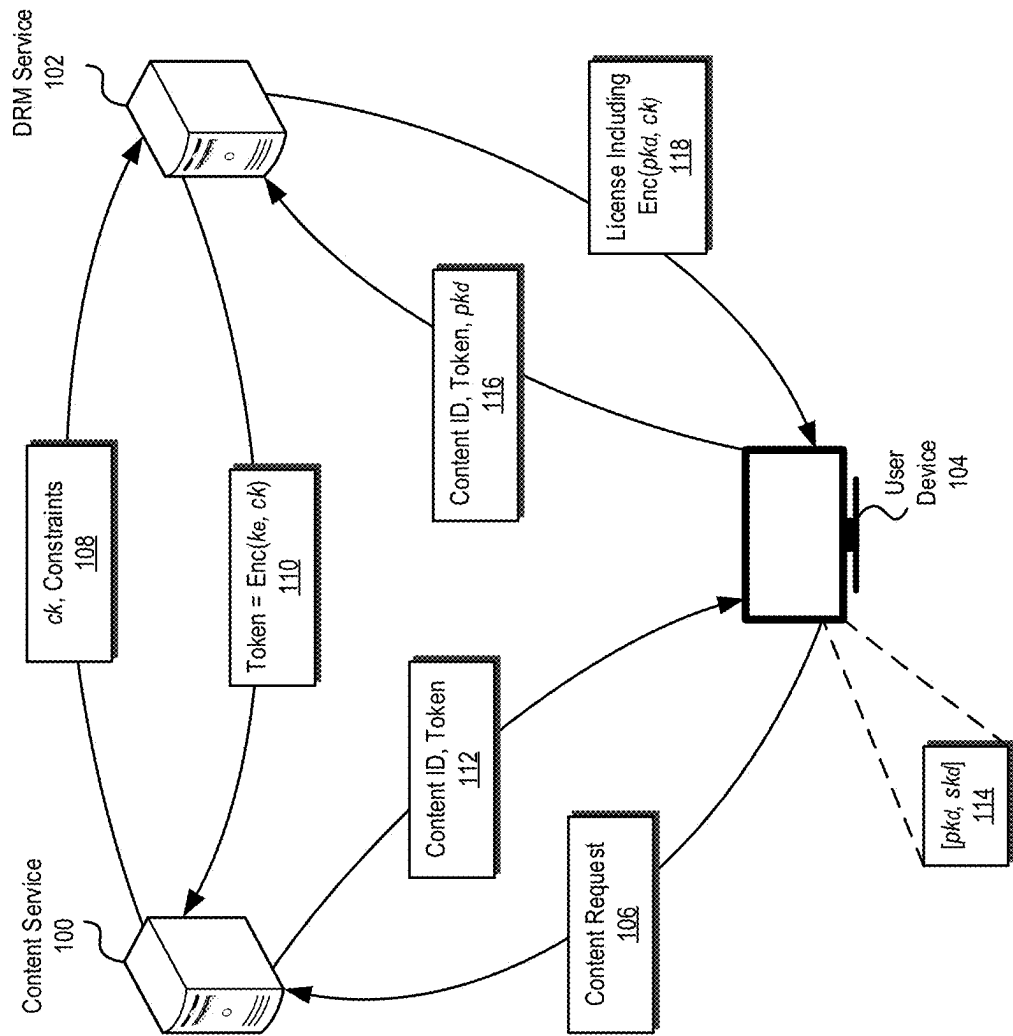 Content Service
100
DRM Service
102
ck, Constraints
108
Token = Enc(ke, ck)
110
Content ID, Token
112
Content ID, Token, pkd
116
Content Request
106
License Including
Enc(pkd, ck)
118
[pkd, skd]
114
User
Device
104